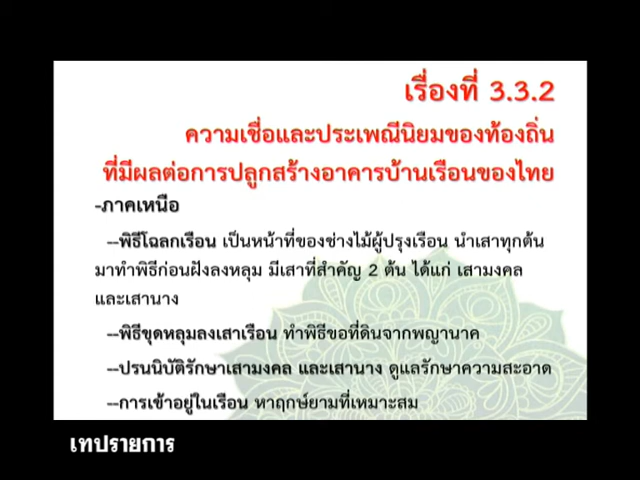 เรื่องที่ 3.3.2
ความเชื่อและประเพณีนิยมของท้องถิ่น
ที่มีผลต่อการปลูกสร้างอาคารบ้านเรือนของไทย
-ภาคเหนือ
--พิธีโฉลกเรือน เป็นหน้าที่ของช่างไม้ผู้ปรุงเรือน นำเสาทุกต้น
มาทำพิธีก่อนฝังลงหลุม มีเสาที่สำคัญ 2 ต้น ได้แก่ เสามงคล
และเสานาง
--พิธีขุดหลุมลงเสาเรือน ทำพิธีขอที่ดินจากพญานาค
--ปรนนิบัติรักษาเสามงคล และเสานาง ดูแลรักษาความสะอาด
--การเข้าอยู่ในเรือน หาฤกษ์ยามที่เหมาะสม
เทปรายการ